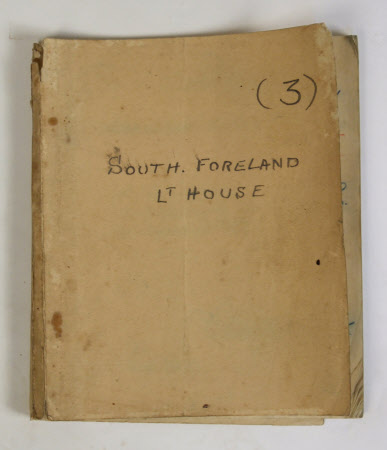 (3)
SOUTH. FORELAND
LT HOUSE